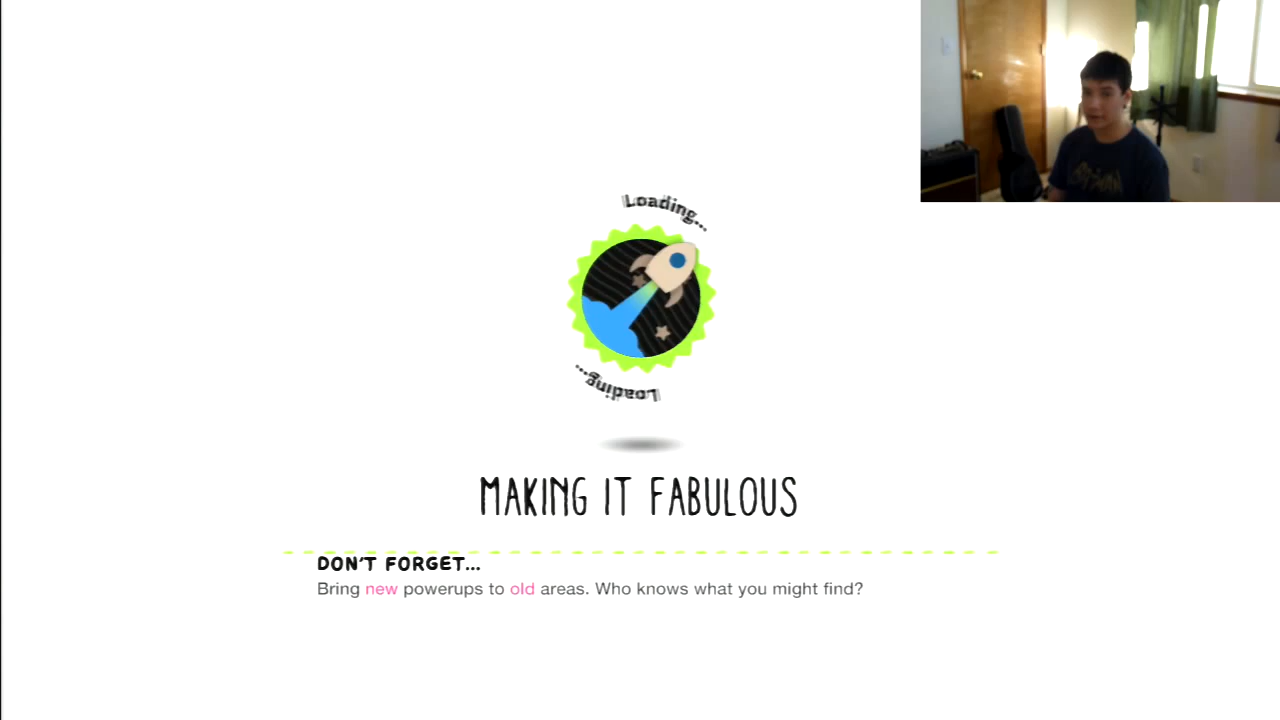 Loading...
Loading...
MAKING IT FABULOUS
DON'T FORGET...
Bring new powerups to old areas. Who knows what you might find?